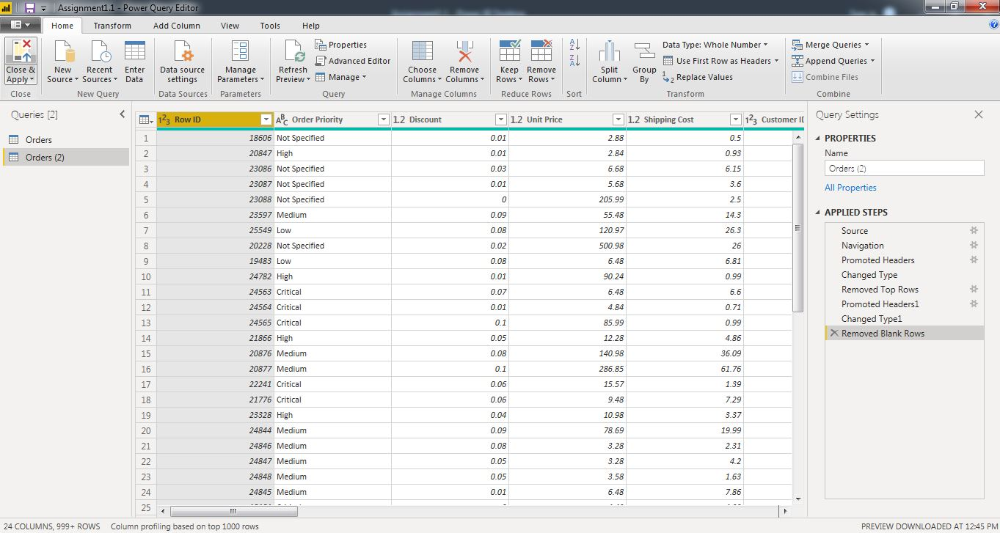 Assignment1.1 - Power Query Editor
Home Transform Add Column View Tools Help
Close & Apply
New Source
Recent Sources
Enter Data
Data source settings
Manage Parameters
Refresh Preview
Properties
Advanced Editor
Manage
Choose Columns
Remove Columns
Keep Rows
Remove Rows
Split Column
Group By
Data Type: Whole Number
Use First Row as Headers
Replace Values
Merge Queries
Append Queries
Combine Files
Close New Query Data Sources Parameters Query Manage Columns Reduce Rows Sort Transform Combine
Queries [2]
Orders
Orders (2)
1²3 Row ID ABC Order Priority 1.2 Discount 1.2 Unit Price 1.2 Shipping Cost 1²3 Customer ID
1 18606 Not Specified 0.01 2.88 0.5
2 20847 High 0.01 2.84 0.93
3 23086 Not Specified 0.03 6.68 6.15
4 23087 Not Specified 0.01 5.68 3.6
5 23088 Not Specified 0 205.99 2.5
6 23597 Medium 0.09 55.48 14.3
7 25549 Low 0.08 120.97 26.3
8 20228 Not Specified 0.02 500.98 26
9 19483 Low 0.08 6.48 6.81
10 24782 High 0.01 90.24 0.99
11 24563 Critical 0.07 6.48 6.6
12 24564 Critical 0.01 4.84 0.71
13 24565 Critical 0.1 85.99 0.99
14 21866 High 0.05 12.28 4.86
15 20876 Medium 0.08 140.98 36.09
16 20877 Medium 0.1 286.85 61.76
17 22241 Critical 0.06 15.57 1.39
18 21776 Critical 0.06 9.48 7.29
19 23328 High 0.04 10.98 3.37
20 24844 Medium 0.09 78.69 19.99
21 24846 Medium 0.08 3.28 2.31
22 24847 Medium 0.05 3.28 4.2
23 24848 Medium 0.05 3.58 1.63
24 24845 Medium 0.01 6.48 7.86
25
Query Settings
PROPERTIES
Name
Orders (2)
All Properties
APPLIED STEPS
Source
Navigation
Promoted Headers
Changed Type
Removed Top Rows
Promoted Headers1
Changed Type1
Removed Blank Rows
24 COLUMNS, 999+ ROWS Column profiling based on top 1000 rows PREVIEW DOWNLOADED AT 12:45 PM